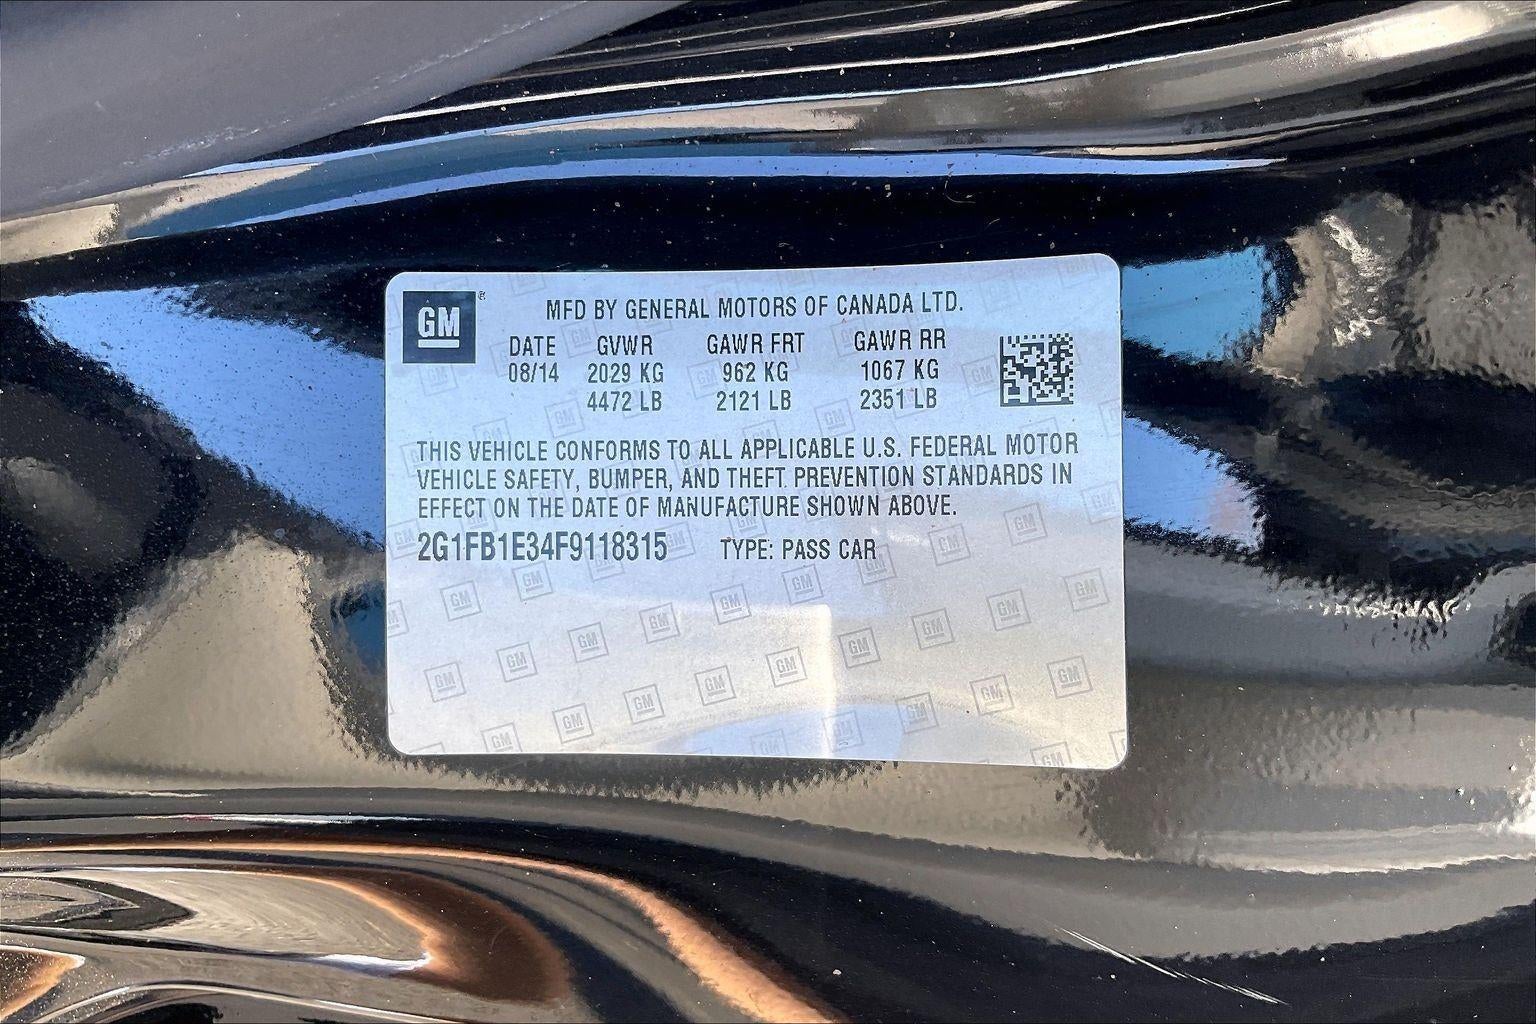 GM®
MFD BY GENERAL MOTORS OF CANADA LTD.
DATE GVWR GAWR FRT GAWR RR
08/14 2029 KG 962 KG 1067 KG
4472 LB 2121 LB 2351 LB
THIS VEHICLE CONFORMS TO ALL APPLICABLE U.S. FEDERAL MOTOR
VEHICLE SAFETY, BUMPER, AND THEFT PREVENTION STANDARDS IN
EFFECT ON THE DATE OF MANUFACTURE SHOWN ABOVE.
2G1FB1E34F9118315 TYPE: PASS CAR